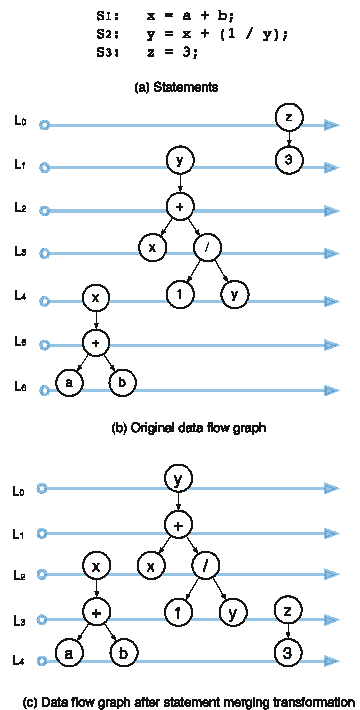 S1: x = a + b;
S2: y = x + (1 / y);
S3: z = 3;
(a) Statements
L0 z
L1 y 3
L2 +
L3 x /
L4 x 1 y
L5 +
L6 a b
(b) Original data flow graph
L0 y
L1 +
L2 x x /
L3 + 1 y z
L4 a b 3
(c) Data flow graph after statement merging transformation